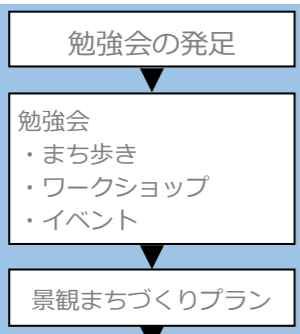 勉強会の発足
勉強会
・まち歩き
・ワークショップ
・イベント
景観まちづくりプラン